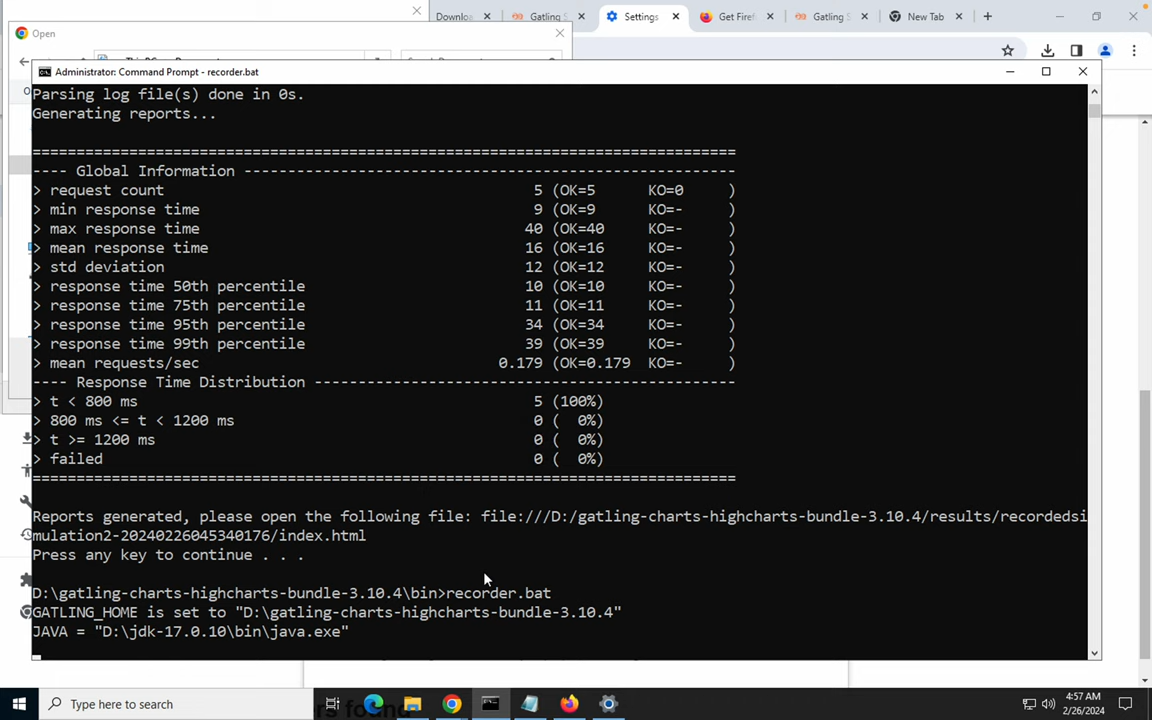 Downloa
Gatling S
Settings
Get Firef
Gatling S
New Tab
Open
Administrator: Command Prompt - recorder.bat
Parsing log file(s) done in 0s.
Generating reports...
================================================================================
---- Global Information --------------------------------------------------------
> request count                                          5 (OK=5      KO=0     )
> min response time                                      9 (OK=9      KO=-     )
> max response time                                     40 (OK=40     KO=-     )
> mean response time                                    16 (OK=16     KO=-     )
> std deviation                                         12 (OK=12     KO=-     )
> response time 50th percentile                         10 (OK=10     KO=-     )
> response time 75th percentile                         11 (OK=11     KO=-     )
> response time 95th percentile                         34 (OK=34     KO=-     )
> response time 99th percentile                         39 (OK=39     KO=-     )
> mean requests/sec                                  0.179 (OK=0.179  KO=-     )
---- Response Time Distribution ------------------------------------------------
> t < 800 ms                                             5 (100%)
> 800 ms <= t < 1200 ms                                  0 (  0%)
> t >= 1200 ms                                           0 (  0%)
> failed                                                 0 (  0%)
================================================================================
Reports generated, please open the following file: file:///D:/gatling-charts-highcharts-bundle-3.10.4/results/recordedsi
mulation2-20240226045340176/index.html
Press any key to continue . . .
D:\gatling-charts-highcharts-bundle-3.10.4\bin>recorder.bat
GATLING_HOME is set to "D:\gatling-charts-highcharts-bundle-3.10.4"
JAVA = "D:\jdk-17.0.10\bin\java.exe"
Type here to search
4:57 AM
2/26/2024